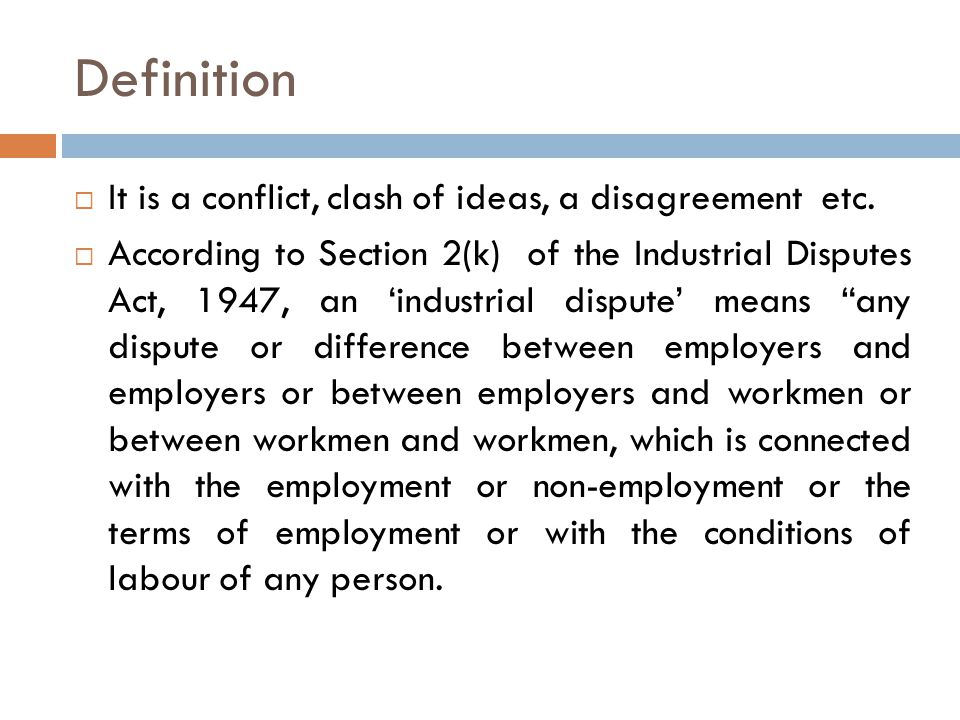 Definition
□ It is a conflict, clash of ideas, a disagreement etc.
□ According to Section 2(k) of the Industrial Disputes
Act, 1947, an ‘industrial dispute’ means “any
dispute or difference between employers and
employers or between employers and workmen or
between workmen and workmen, which is connected
with the employment or non-employment or the
terms of employment or with the conditions of
labour of any person.